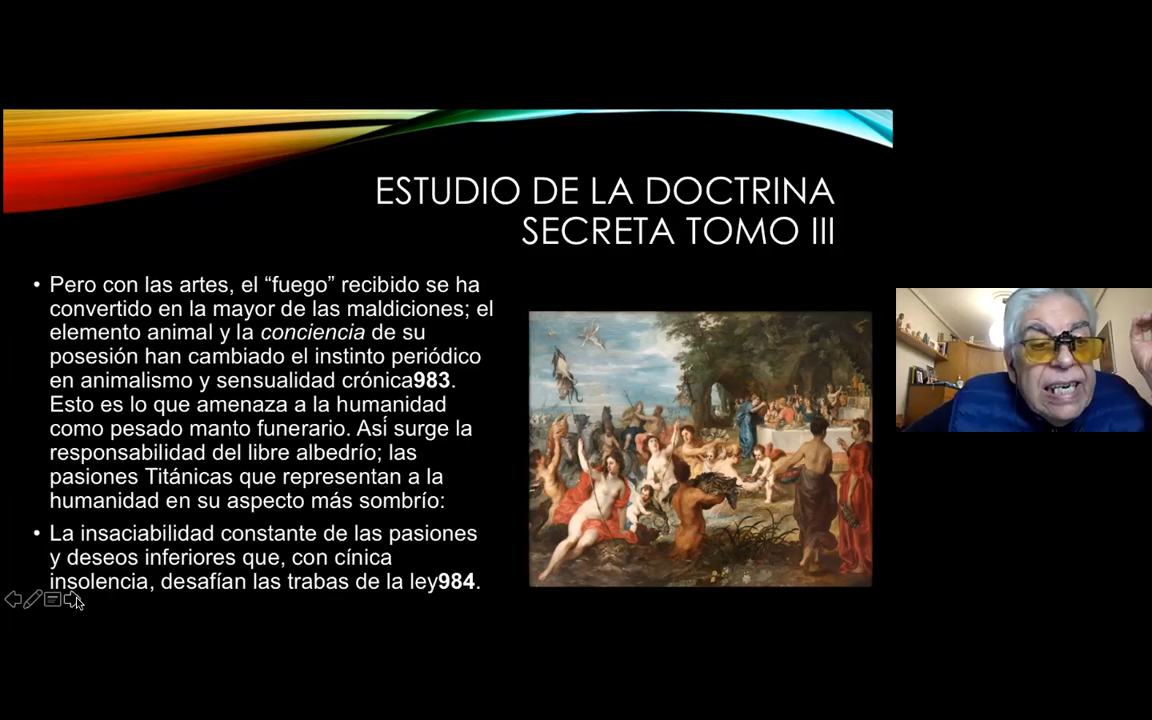 ESTUDIO DE LA DOCTRINA
SECRETA TOMO III
• Pero con las artes, el “fuego” recibido se ha
convertido en la mayor de las maldiciones; el
elemento animal y la conciencia de su
posesión han cambiado el instinto periódico
en animalismo y sensualidad crónica983.
Esto es lo que amenaza a la humanidad
como pesado manto funerario. Así surge la
responsabilidad del libre albedrío; las
pasiones Titánicas que representan a la
humanidad en su aspecto más sombrío:
• La insaciabilidad constante de las pasiones
y deseos inferiores que, con cínica
insolencia, desafían las trabas de la ley984.